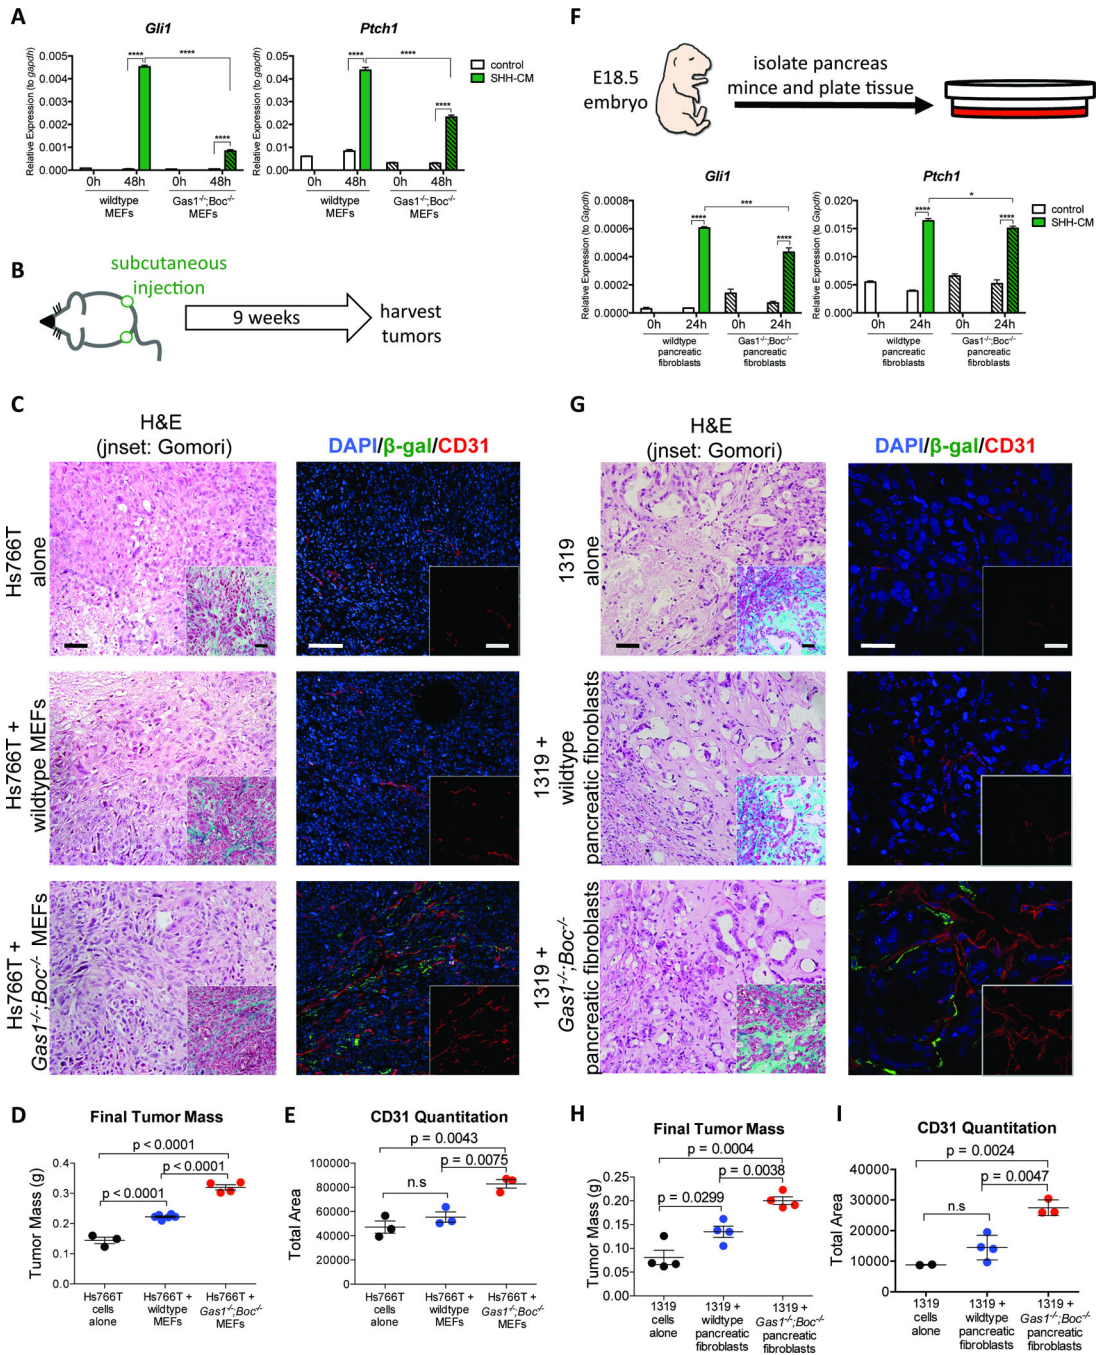 A
Gli1
Ptch1
Relative Expression (to gapdh)
0.005
0.004
0.003
0.002
0.001
0.000
**** ****
****
0h 48h 0h 48h
wildtype MEFs
Gas1-/-;Boc-/- MEFs
0.05
0.04
0.03
0.02
0.01
0.00
**** ****
****
0h 48h 0h 48h
wildtype MEFs
Gas1-/-;Boc-/- MEFs
control
SHH-CM
B
subcutaneous
injection
9 weeks
harvest
tumors
C
H&E
(jnset: Gomori)
DAPI/β-gal/CD31
Hs766T
alone
Hs766T +
wildtype MEFs
Hs766T +
Gas1-/-;Boc-/- MEFs
D
Final Tumor Mass
p < 0.0001
p < 0.0001
p < 0.0001
Tumor Mass (g)
0.4
0.3
0.2
0.1
0.0
Hs766T cells alone
Hs766T + wildtype MEFs
Hs766T + Gas1-/-;Boc-/- MEFs
E
CD31 Quantitation
p = 0.0043
p = 0.0075
n.s
Total Area
100000
80000
60000
40000
20000
0
Hs766T cells alone
Hs766T + wildtype MEFs
Hs766T + Gas1-/-;Boc-/- MEFs
F
E18.5
embryo
isolate pancreas
mince and plate tissue
Gli1
Ptch1
Relative Expression (to Gapdh)
0.0008
0.0006
0.0004
0.0002
0.0000
***
****
****
0h 24h 0h 24h
wildtype pancreatic fibroblasts
Gas1-/-;Boc-/- pancreatic fibroblasts
Relative Expression (to Gapdh)
0.020
0.015
0.010
0.005
0.000
*
****
****
0h 24h 0h 24h
wildtype pancreatic fibroblasts
Gas1-/-;Boc-/- pancreatic fibroblasts
control
SHH-CM
G
H&E
(jnset: Gomori)
DAPI/β-gal/CD31
1319
alone
1319 +
wildtype
pancreatic fibroblasts
1319 +
Gas1-/-;Boc-/-
pancreatic fibroblasts
H
Final Tumor Mass
p = 0.0004
p = 0.0038
p = 0.0299
Tumor Mass (g)
0.25
0.20
0.15
0.10
0.05
0.00
1319 cells alone
1319 + wildtype pancreatic fibroblasts
1319 + Gas1-/-;Boc-/- pancreatic fibroblasts
I
CD31 Quantitation
p = 0.0024
p = 0.0047
n.s
Total Area
40000
30000
20000
10000
0
1319 cells alone
1319 + wildtype pancreatic fibroblasts
1319 + Gas1-/-;Boc-/- pancreatic fibroblasts